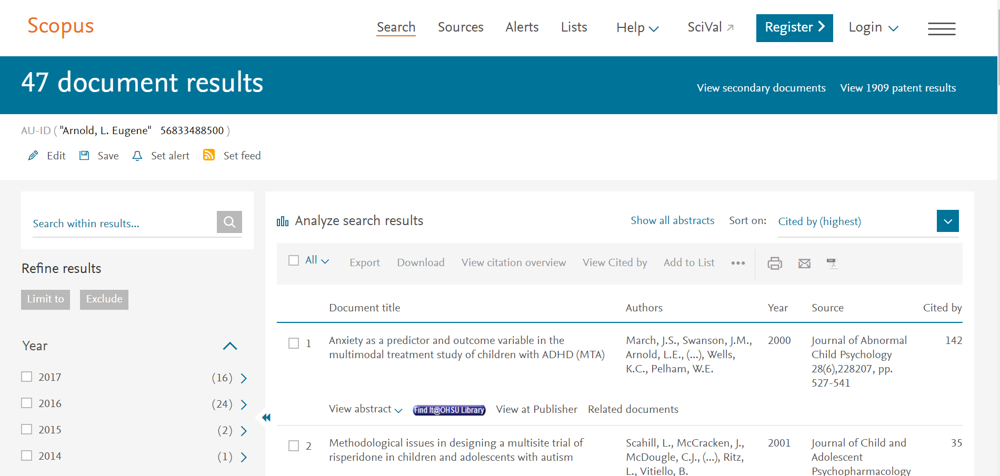 Scopus
Search Sources Alerts Lists Help SciVal Register Login
47 document results
View secondary documents View 1909 patent results
AU-ID ( "Arnold, L. Eugene" 56833488500 )
Edit Save Set alert Set feed
Search within results...
Refine results
Limit to Exclude
Year
2017 (16)
2016 (24)
2015 (2)
2014 (1)
Analyze search results
Show all abstracts Sort on: Cited by (highest)
All Export Download View citation overview View Cited by Add to List •••
PDF
Document title Authors Year Source Cited by
1
Anxiety as a predictor and outcome variable in the
multimodal treatment study of children with ADHD (MTA)
March, J.S., Swanson, J.M.,
Arnold, L.E., (...), Wells,
K.C., Pelham, W.E.
2000
Journal of Abnormal
Child Psychology
28(6),228207, pp.
527-541
142
View abstract Find It@OHSU Library View at Publisher Related documents
2
Methodological issues in designing a multisite trial of
risperidone in children and adolescents with autism
Scahill, L., McCracken, J.,
McDougle, C.J., (...), Ritz,
L., Vitiello, B.
2001
Journal of Child and
Adolescent
Psychopharmacology
35